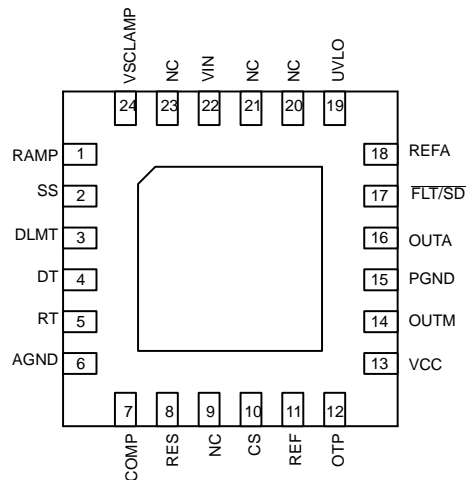 VSCLAMP NC VIN NC NC UVLO
24 23 22 21 20 19
RAMP 1 18 REFA
SS 2 17 FLT/SD
DLMT 3 16 OUTA
DT 4 15 PGND
RT 5 14 OUTM
AGND 6 13 VCC
7 8 9 10 11 12
COMP RES NC CS REF OTP